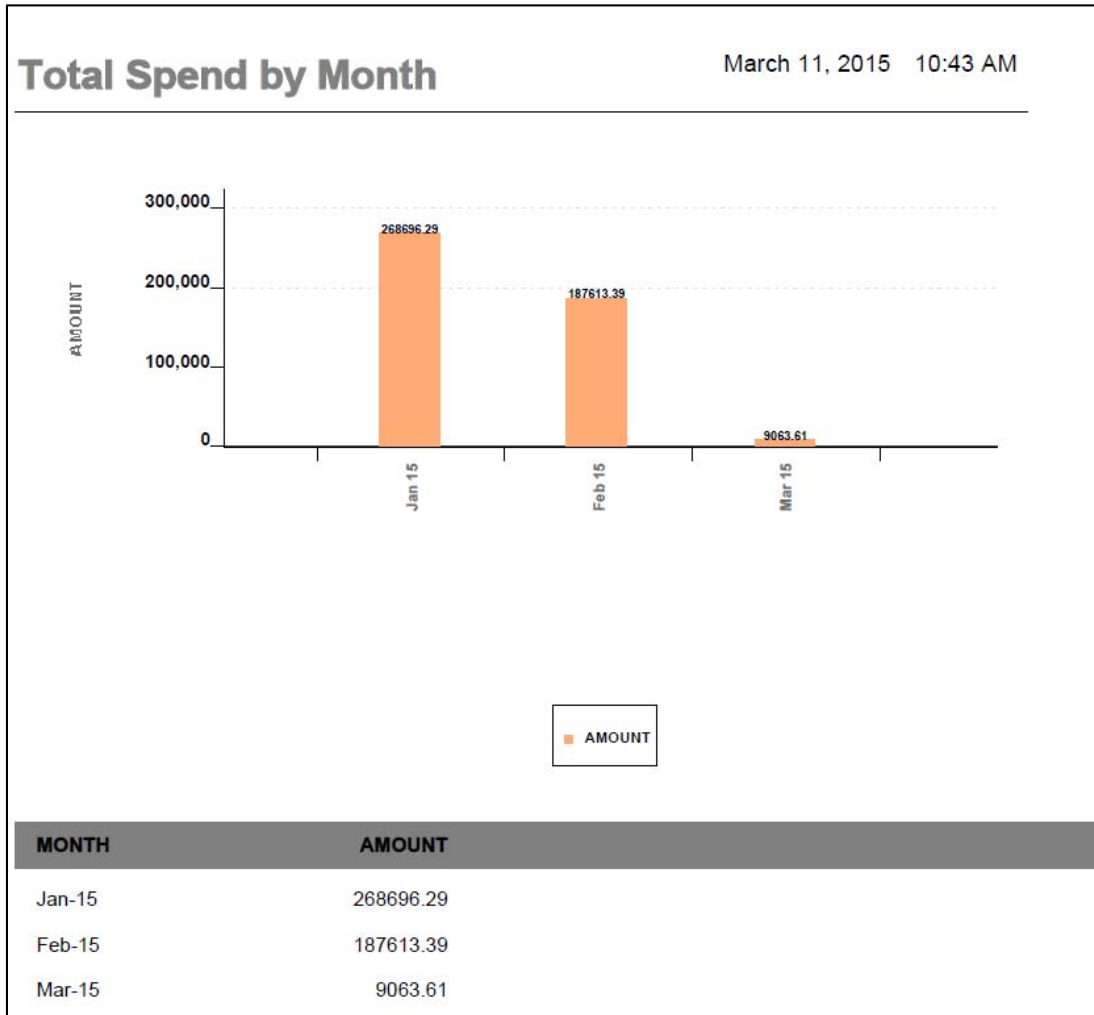 Total Spend by Month
March 11, 2015 10:43 AM
300,000
200,000
100,000
0
AMOUNT
268696.29
187613.39
9063.61
Jan 15
Feb 15
Mar 15
AMOUNT
MONTH AMOUNT
Jan-15 268696.29
Feb-15 187613.39
Mar-15 9063.61